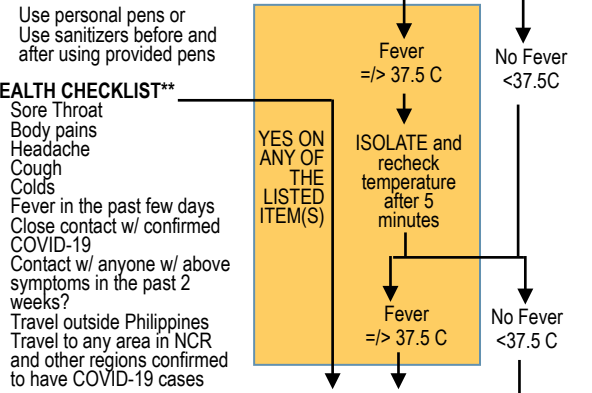 Use personal pens or
Use sanitizers before and
after using provided pens
EALTH CHECKLIST**
Sore Throat
Body pains
Headache
Cough
Colds
Fever in the past few days
Close contact w/ confirmed
COVID-19
Contact w/ anyone w/ above
symptoms in the past 2
weeks?
Travel outside Philippines
Travel to any area in NCR
and other regions confirmed
to have COVID-19 cases
YES ON
ANY OF
THE
LISTED
ITEM(S)
Fever
=/> 37.5 C
No Fever
<37.5C
ISOLATE and
recheck
temperature
after 5
minutes
Fever
=/> 37.5 C
No Fever
<37.5 C